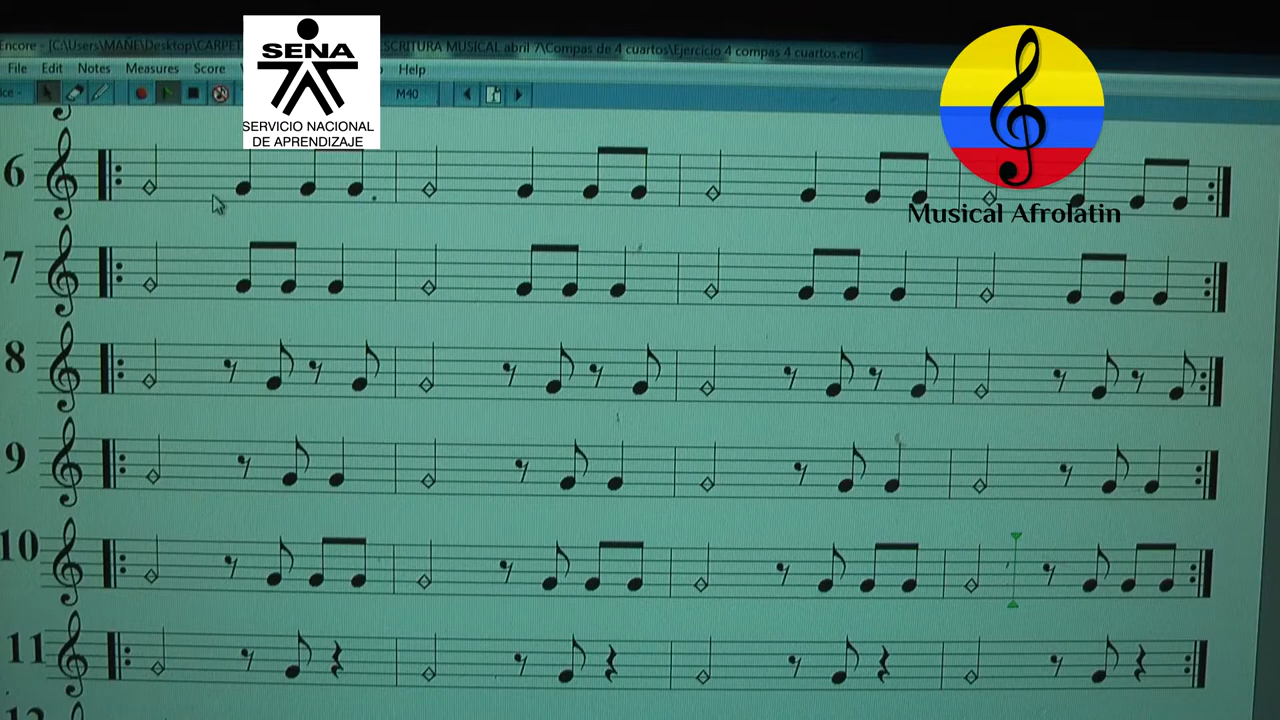 Encore - [C:\Users\MAÑE\Desktop\CARPET
SCRITURA MUSICAL abril 7\Compas de 4 cuartos\Ejercicio 4 compas 4 cuartos.enc]
File Edit Notes Measures Score Help
M40
SENA
SERVICIO NACIONAL
DE APRENDIZAJE
Musical Afrolatin
6
7
8
9
10
11
12